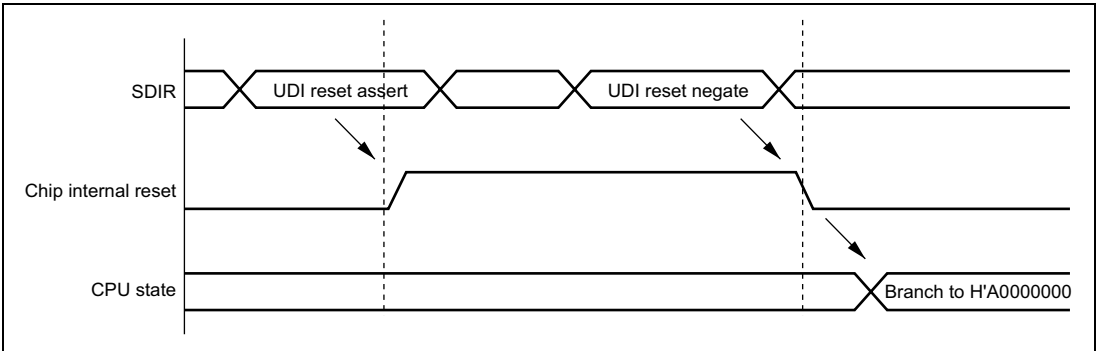 SDIR
UDI reset assert
UDI reset negate
Chip internal reset
CPU state
Branch to H'A0000000